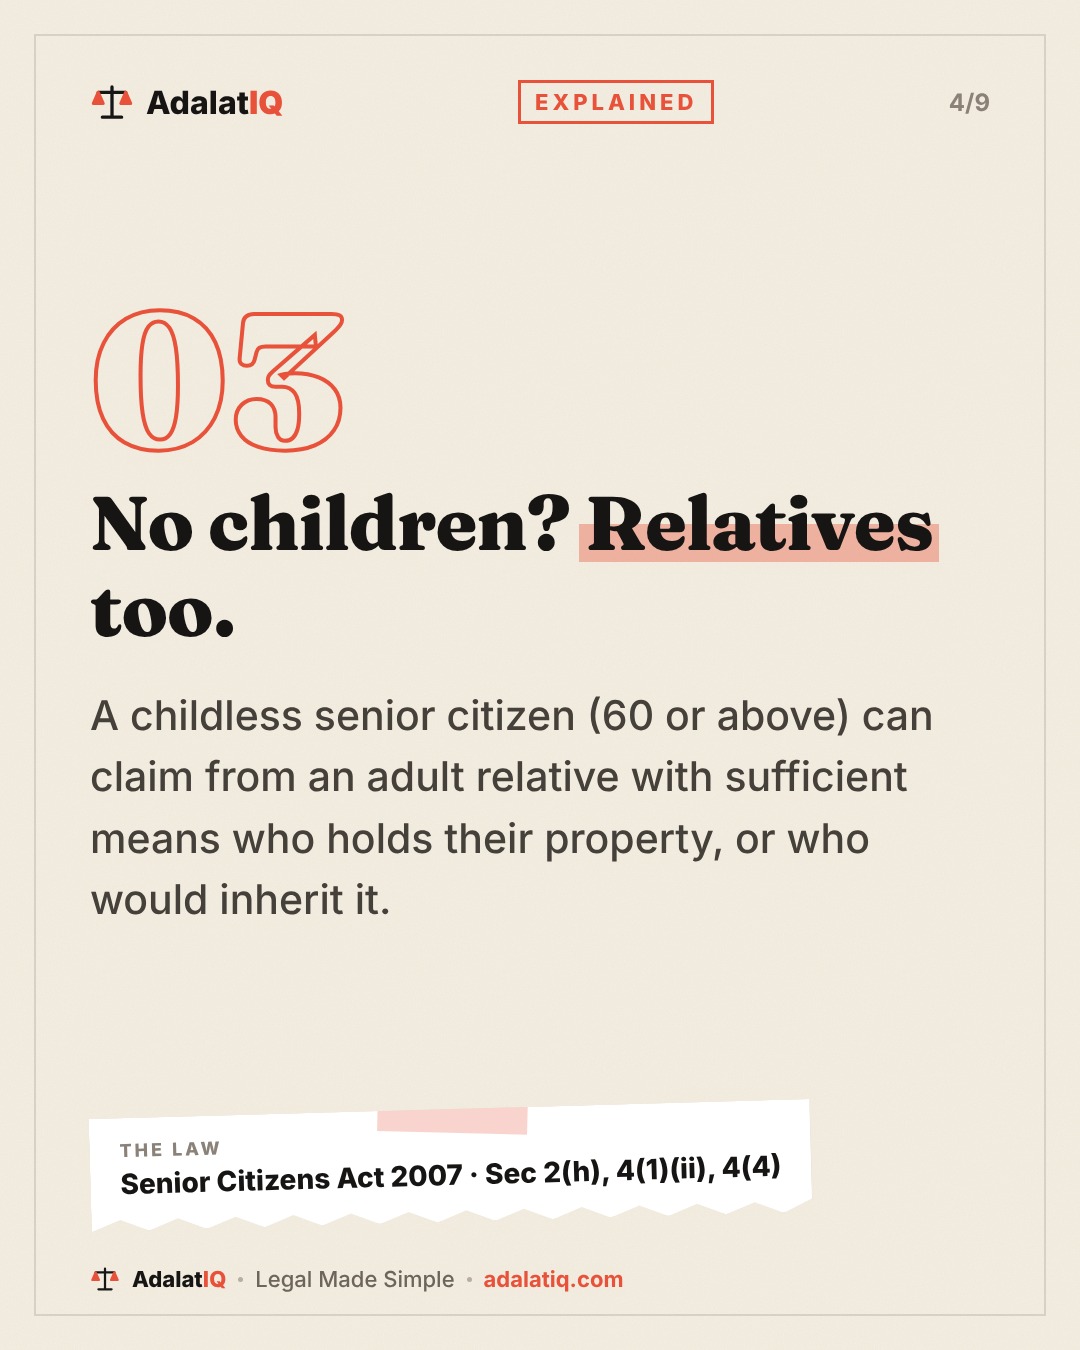 AdalatIQ
EXPLAINED
4/9
03
No children? Relatives
too.
A childless senior citizen (60 or above) can
claim from an adult relative with sufficient
means who holds their property, or who
would inherit it.
THE LAW
Senior Citizens Act 2007 · Sec 2(h), 4(1)(ii), 4(4)
AdalatIQ • Legal Made Simple • adalatiq.com